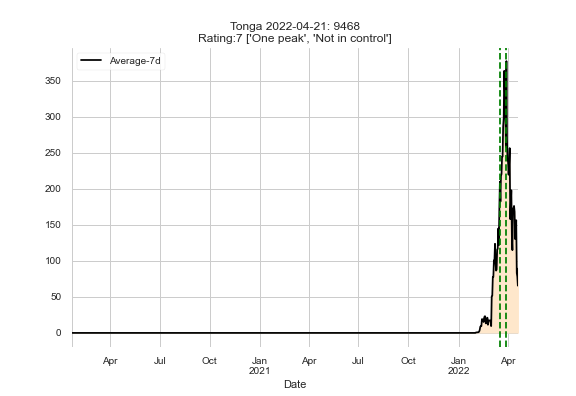 Tonga 2022-04-21: 9468
Rating:7 ['One peak', 'Not in control']
Average-7d
350
300
250
200
150
100
50
0
Apr Jul Oct Jan Apr Jul Oct Jan Apr
2021 2022
Date